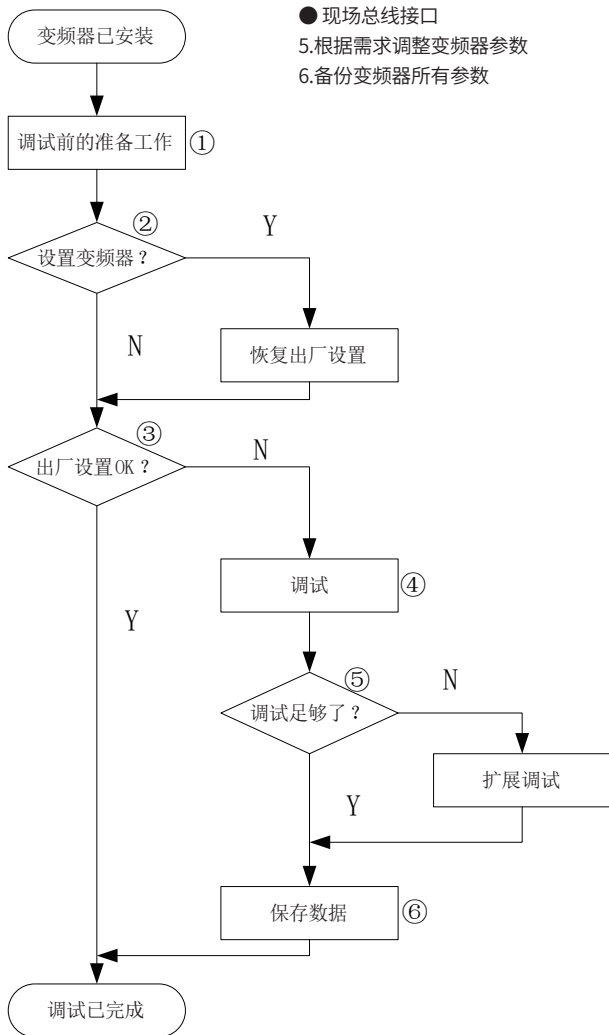 ● 现场总线接口
5.根据需求调整变频器参数
6.备份变频器所有参数
变频器已安装
调试前的准备工作 ①
②
Y
设置变频器？
N
恢复出厂设置
③
出厂设置OK？
N
调试 ④
Y
⑤
N
调试足够了？
扩展调试
Y
保存数据 ⑥
调试已完成